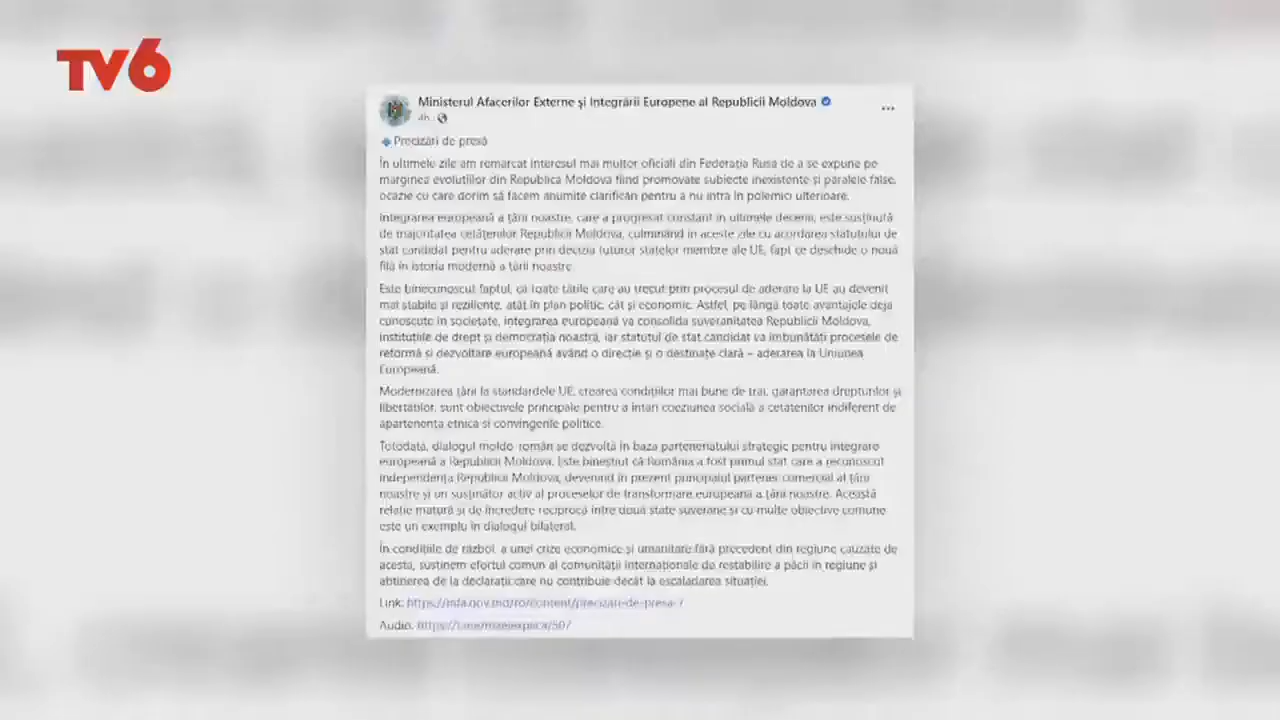 TV6
Ministerul Afacerilor Externe și Integrării Europene al Republicii Moldova
4h
Precizări de presă
În ultimele zile am remarcat interesul mai multor oficiali din Federația Rusa de a se expune pe
marginea evoluțiilor din Republica Moldova fiind promovate subiecte inexistente și paralele false,
ocazie cu care dorim să facem anumite clarificări pentru a nu intra în polemici ulterioare.
Integrarea europeană a țării noastre, care a progresat constant în ultimele decenii, este susținută
de majoritatea cetățenilor Republicii Moldova, culminând în aceste zile cu acordarea statutului de
stat candidat pentru aderare prin decizia tuturor statelor membre ale UE, fapt ce deschide o nouă
filă în istoria modernă a țării noastre.
Este binecunoscut faptul, că toate țările care au trecut prin procesul de aderare la UE au devenit
mai stabile și reziliente, atât în plan politic, cât și economic. Astfel, pe lângă toate avantajele deja
cunoscute în societate, integrarea europeană va consolida suveranitatea Republicii Moldova,
instituțiile de drept și democrația noastră, iar statutul de stat candidat va îmbunătăți procesele de
reformă și dezvoltare europeană având o direcție și o destinație clară – aderarea la Uniunea
Europeană.
Modernizarea țării la standardele UE, crearea condițiilor mai bune de trai, garantarea drepturilor și
libertăților, sunt obiectivele principale pentru a întări coeziunea socială a cetățenilor indiferent de
apartenența etnica si convingerile politice.
Totodată, dialogul moldo-român se dezvoltă în baza parteneriatului strategic pentru integrare
europeană a Republicii Moldova. Este bineștiut că România a fost primul stat care a recunoscut
independența Republicii Moldova, devenind în prezent principalul partener comercial al țării
noastre și un susținător activ al proceselor de transformare europeană a țării noastre. Această
relație matură și de încredere reciprocă între două state suverane și cu multe obiective comune
este un exemplu în dialogul bilateral.
În condițiile de război, a unei crize economice și umanitare fără precedent din regiune cauzate de
acesta, susținem efortul comun al comunității internaționale de restabilire a păcii în regiune și
abținerea de la declarații care nu contribuie decât la escaladarea situației.
Link: https://mfa.gov.md/ro/content/precizari-de-presa-7
Audio: